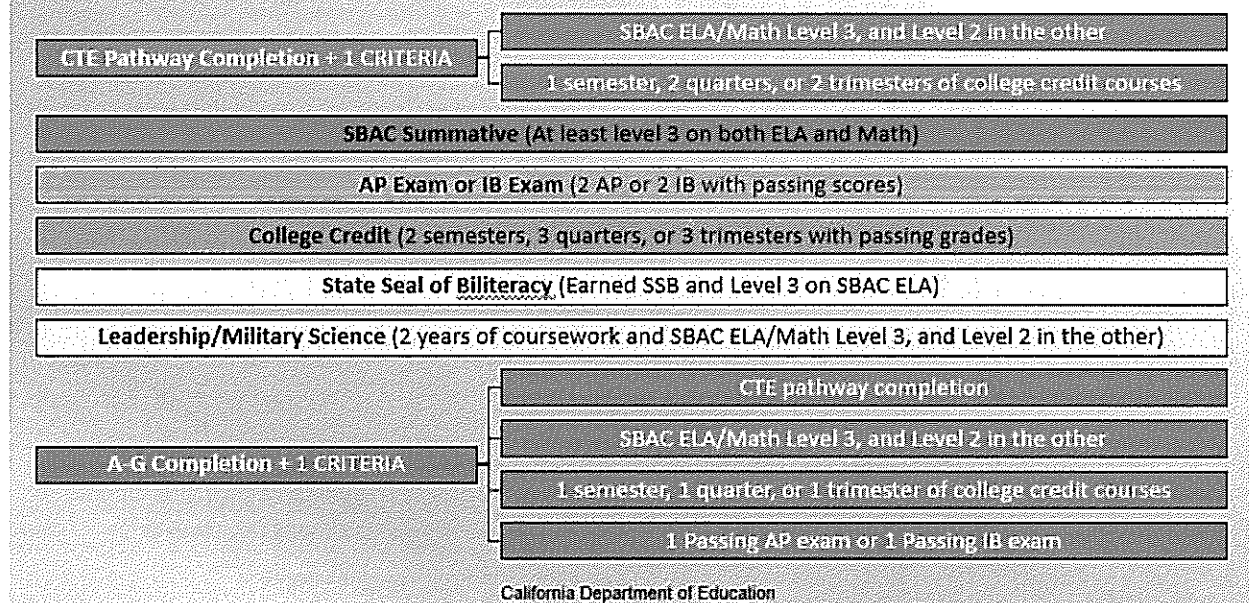 SBAC ELA/Math Level 3, and Level 2 in the other
CTE Pathway Completion + 1 CRITERIA
1 semester, 2 quarters, or 2 trimesters of college credit courses
SBAC Summative (At least level 3 on both ELA and Math)
AP Exam or IB Exam (2 AP or 2 IB with passing scores)
College Credit (2 semesters, 3 quarters, or 3 trimesters with passing grades)
State Seal of Biliteracy (Earned SSB and Level 3 on SBAC ELA)
Leadership/Military Science (2 years of coursework and SBAC ELA/Math Level 3, and Level 2 in the other)
CTE pathway completion
SBAC ELA/Math Level 3, and Level 2 in the other
A-G Completion + 1 CRITERIA
1 semester, 1 quarter, or 1 trimester of college credit courses
1 Passing AP exam or 1 Passing IB exam
California Department of Education